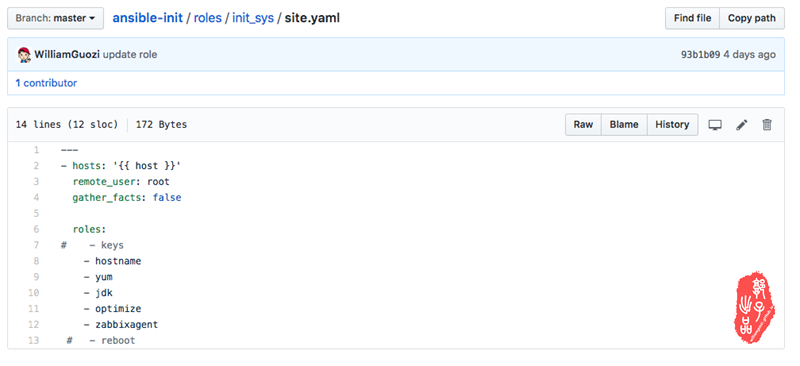 Branch: master
ansible-init / roles / init_sys / site.yaml
Find file
Copy path
WilliamGuozi update role
93b1b09 4 days ago
1 contributor
14 lines (12 sloc) 172 Bytes
Raw
Blame
History
1 ---
2 - hosts: '{{ host }}'
3   remote_user: root
4   gather_facts: false
5
6   roles:
7 #    - keys
8     - hostname
9     - yum
10     - jdk
11     - optimize
12     - zabbixagent
13  #   - reboot